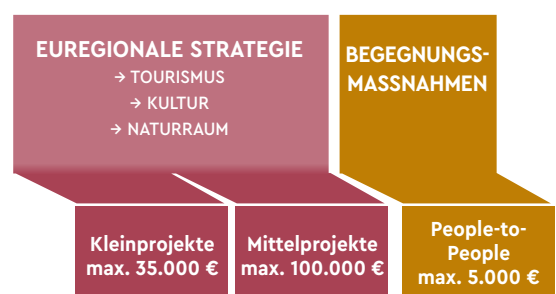 EUREGIONALE STRATEGIE
→ TOURISMUS
→ KULTUR
→ NATURRAUM
BEGEGNUNGS-
MASSNAHMEN
Kleinprojekte
max. 35.000 €
Mittelprojekte
max. 100.000 €
People-to-
People
max. 5.000 €